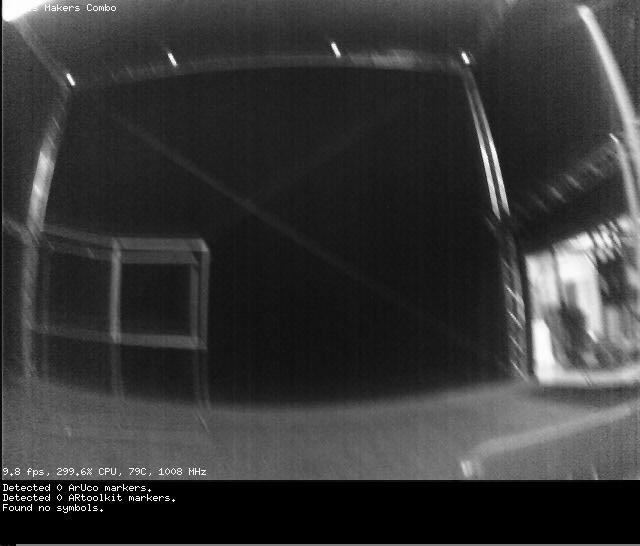 Makers Combo
9.8 fps, 299.6% CPU, 79C, 1008 MHz
Detected 0 ArUco markers.
Detected 0 ARtoolkit markers.
Found no symbols.